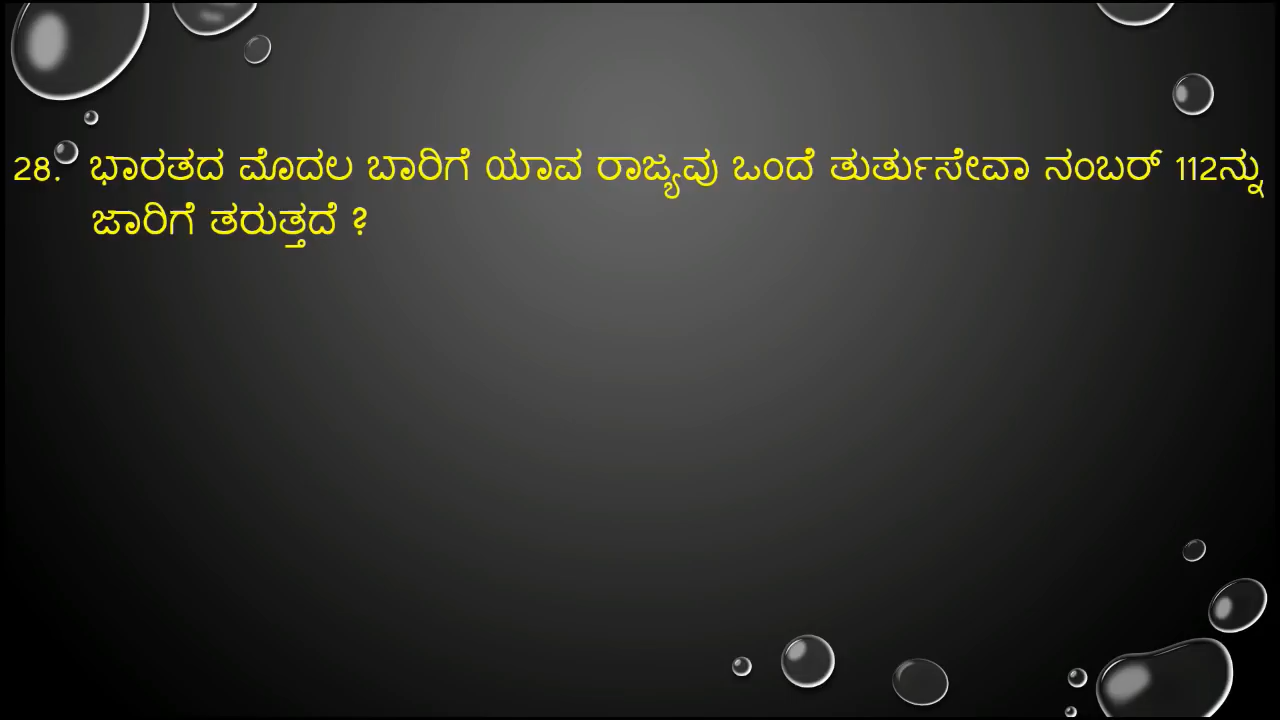 28. ಭಾರತದ ಮೊದಲ ಬಾರಿಗೆ ಯಾವ ರಾಜ್ಯವು ಒಂದೆ ತುರ್ತುಸೇವಾ ನಂಬರ್ 112ನ್ನು
ಜಾರಿಗೆ ತರುತ್ತದೆ ?